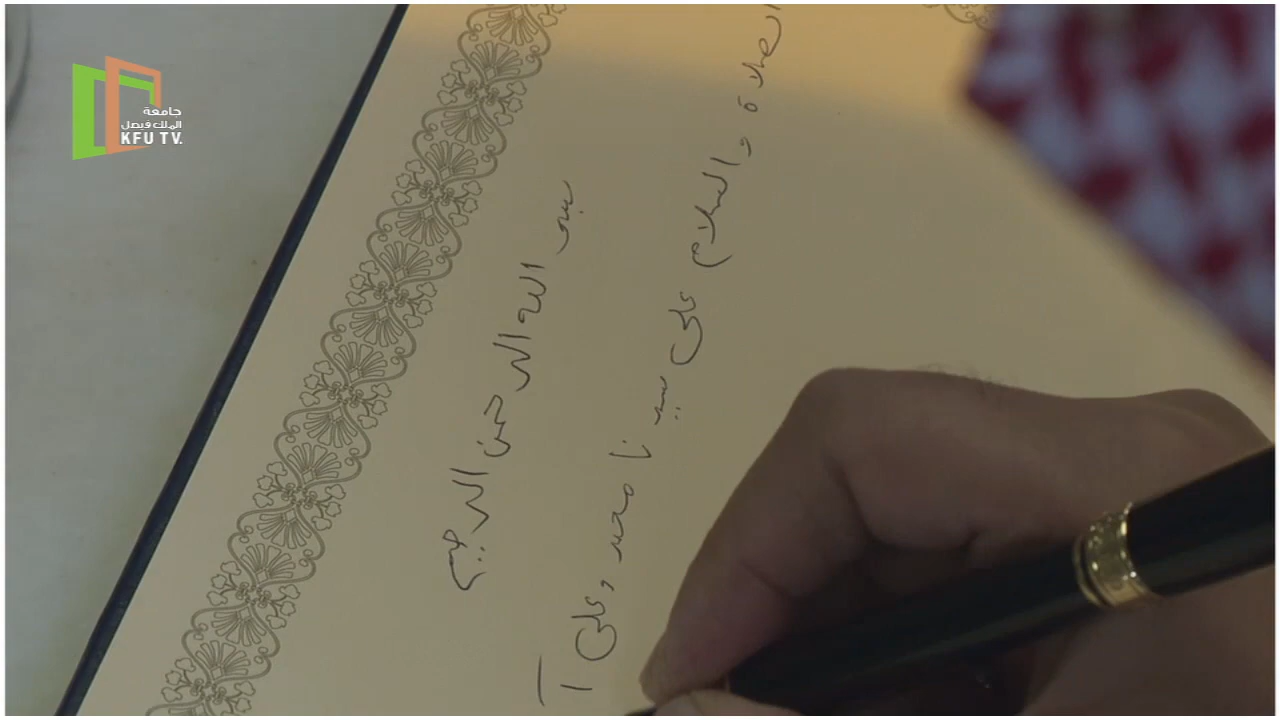 جامعة
الملك فيصل
KFU TV.
بسم الله الرحمن الرحيم
الصلاة والسلام على سيدنا محمد وعلى آ